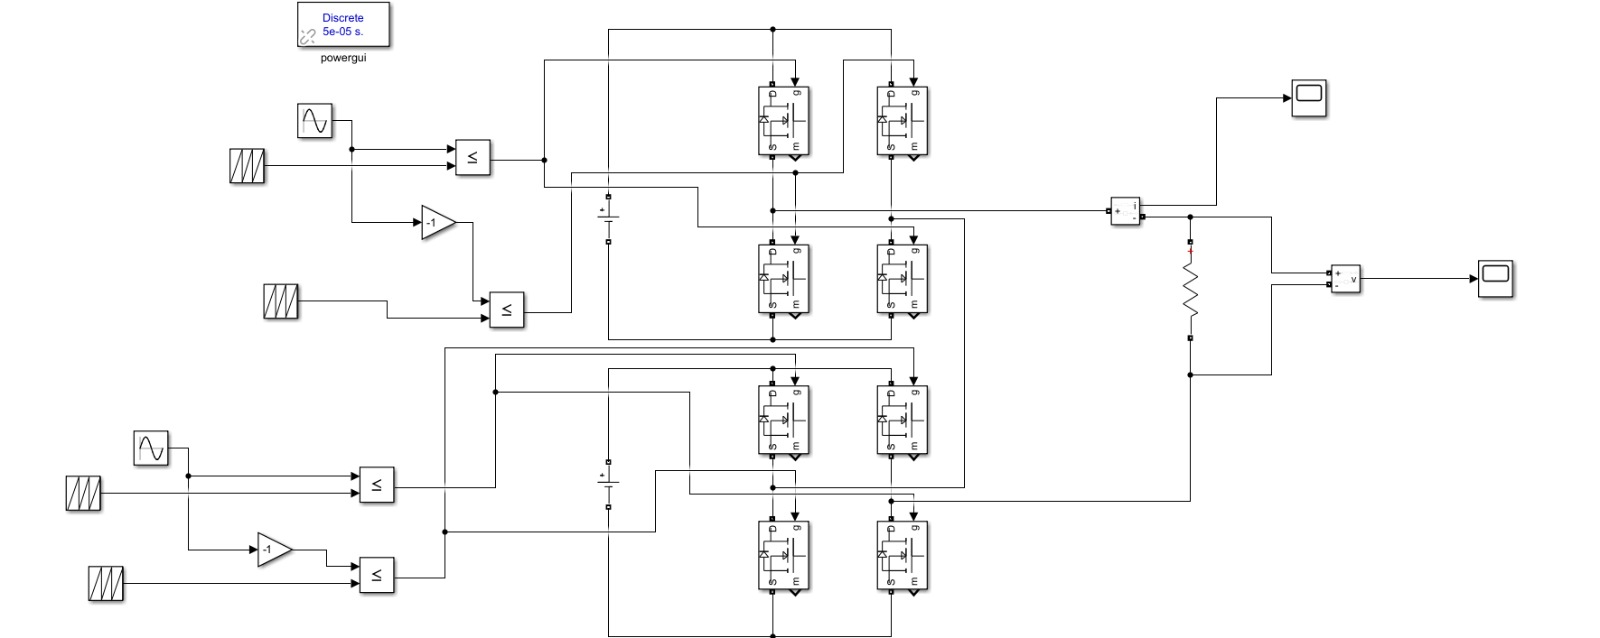 Discrete
5e-05 s.
powergui
D g
D g
≤
-1
S m
S m
+
i
+
-
D g
D g
+
+
-
v
≤
S m
S m
D g
D g
S m
S m
≤
+
D g
D g
-1
≤
S m
S m